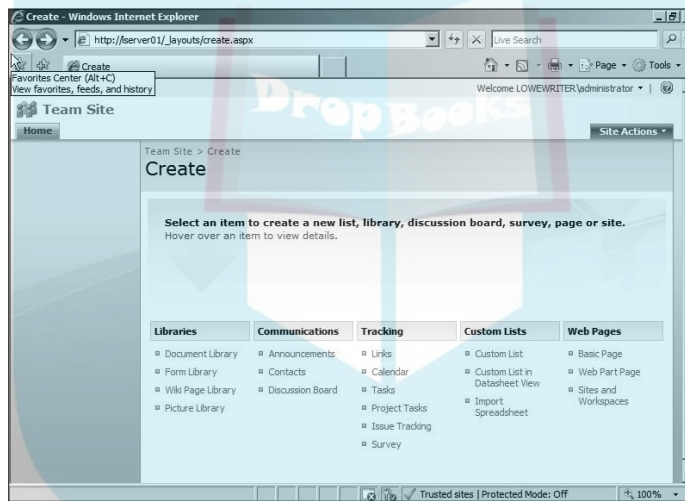 Create - Windows Internet Explorer
http://lserver01/_layouts/create.aspx
Live Search
Create
Page
Tools
Favorites Center (Alt+C)
View favorites, feeds, and history
Welcome LOWEWRITER\administrator
Team Site
Home
Site Actions
Team Site > Create
Create
Select an item to create a new list, library, discussion board, survey, page or site.
Hover over an item to view details.
Libraries
Document Library
Form Library
Wiki Page Library
Picture Library
Communications
Announcements
Contacts
Discussion Board
Tracking
Links
Calendar
Tasks
Project Tasks
Issue Tracking
Survey
Custom Lists
Custom List
Custom List in
Datasheet View
Import
Spreadsheet
Web Pages
Basic Page
Web Part Page
Sites and
Workspaces
Trusted sites | Protected Mode: Off
100%
DropBooks